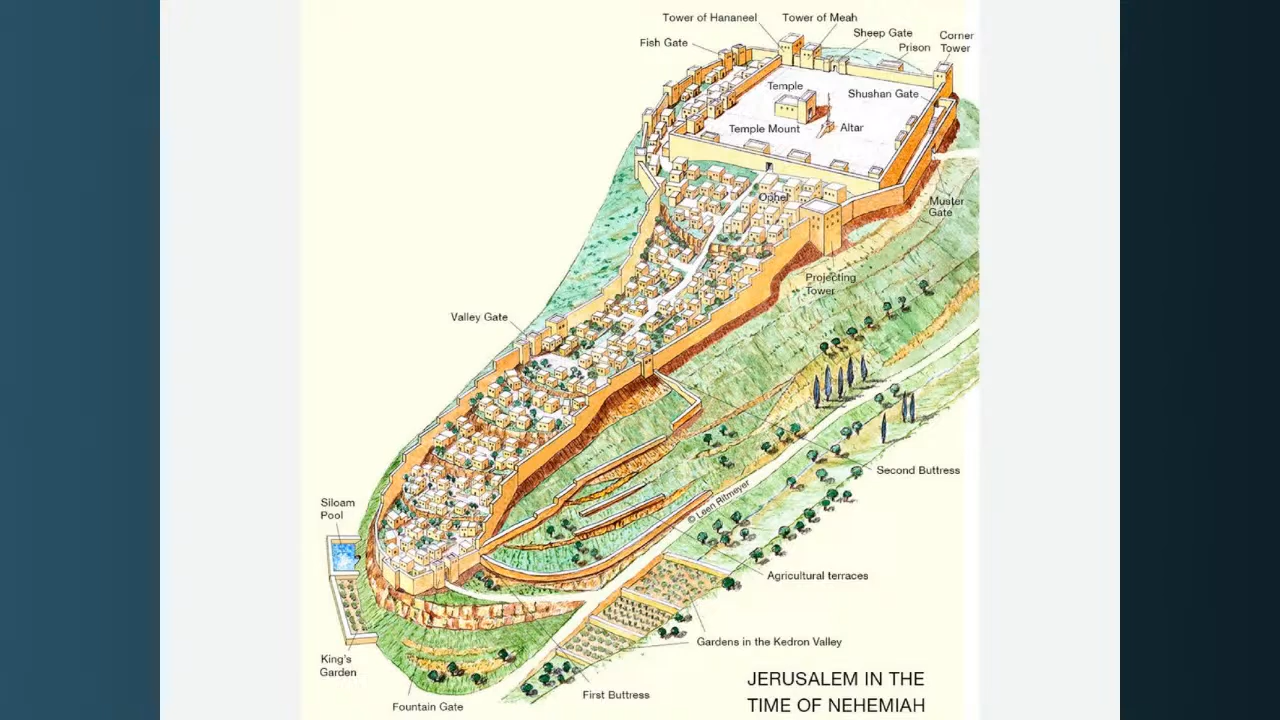 Tower of Hananeel
Tower of Meah
Sheep Gate
Fish Gate
Prison
Corner
Tower
Temple
Shushan Gate
Temple Mount
Altar
Ophel
Muster
Gate
Projecting
Tower
Valley Gate
Second Buttress
Siloam
Pool
© Leen Ritmeyer
Agricultural terraces
Gardens in the Kedron Valley
King's
Garden
First Buttress
Fountain Gate
JERUSALEM IN THE
TIME OF NEHEMIAH